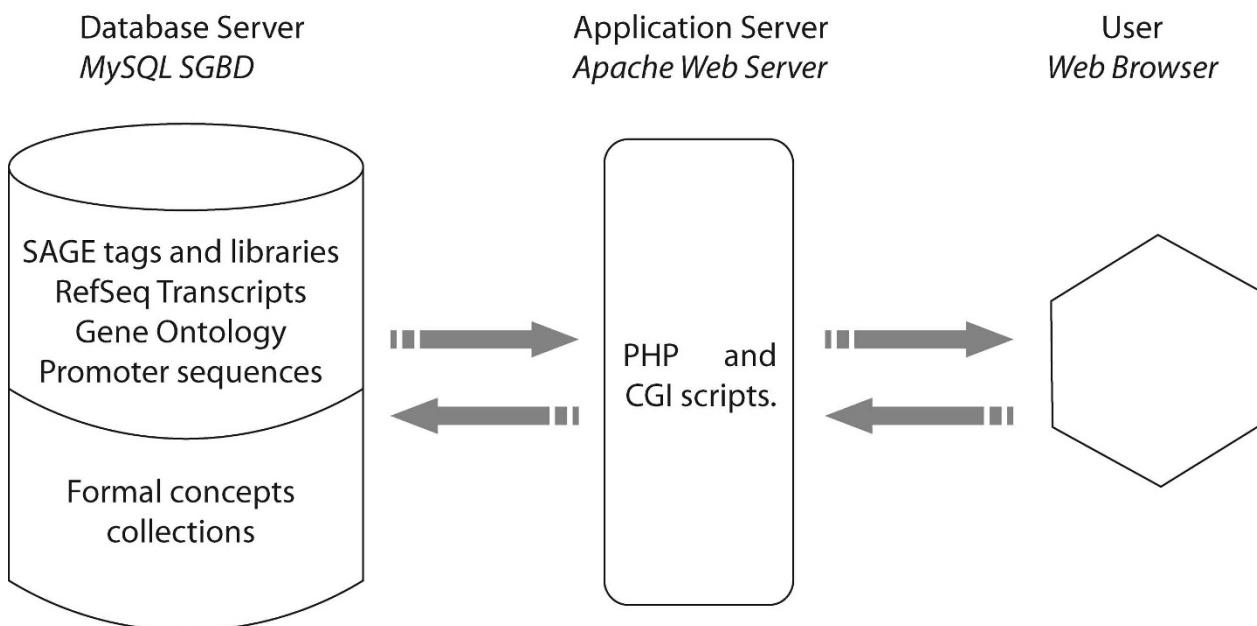 Database Server
MySQL SGBD
Application Server
Apache Web Server
User
Web Browser
SAGE tags and libraries
RefSeq Transcripts
Gene Ontology
Promoter sequences
Formal concepts
collections
PHP and
CGI scripts.